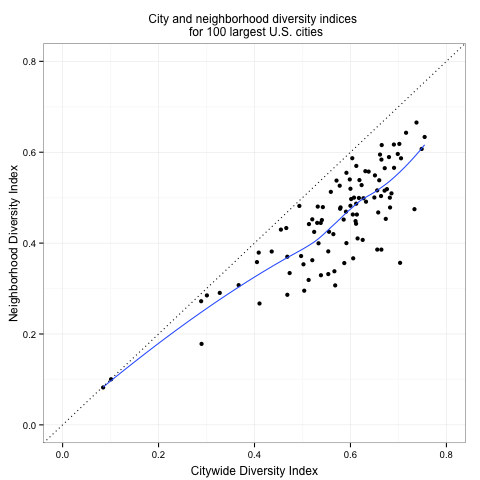 City and neighborhood diversity indices
for 100 largest U.S. cities
Neighborhood Diversity Index
0.8
0.6
0.4
0.2
0.0
0.0 0.2 0.4 0.6 0.8
Citywide Diversity Index